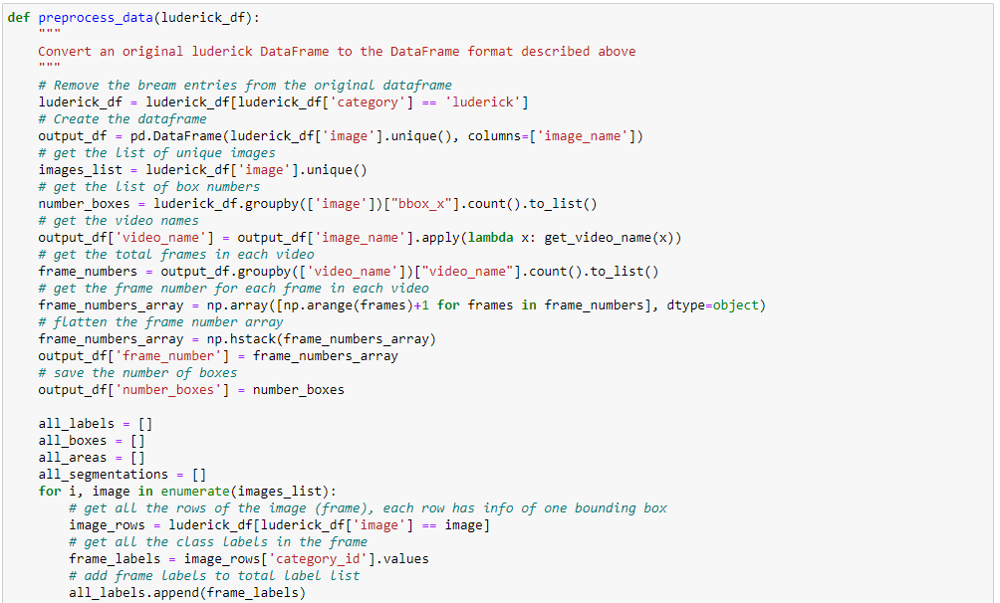 def preprocess_data(luderick_df):
    """
    Convert an original luderick DataFrame to the DataFrame format described above
    """
    # Remove the bream entries from the original dataframe
    luderick_df = luderick_df[luderick_df['category'] == 'luderick']
    # Create the dataframe
    output_df = pd.DataFrame(luderick_df['image'].unique(), columns=['image_name'])
    # get the list of unique images
    images_list = luderick_df['image'].unique()
    # get the list of box numbers
    number_boxes = luderick_df.groupby(['image'])["bbox_x"].count().to_list()
    # get the video names
    output_df['video_name'] = output_df['image_name'].apply(lambda x: get_video_name(x))
    # get the total frames in each video
    frame_numbers = output_df.groupby(['video_name'])["video_name"].count().to_list()
    # get the frame number for each frame in each video
    frame_numbers_array = np.array([np.arange(frames)+1 for frames in frame_numbers], dtype=object)
    # flatten the frame number array
    frame_numbers_array = np.hstack(frame_numbers_array)
    output_df['frame_number'] = frame_numbers_array
    # save the number of boxes
    output_df['number_boxes'] = number_boxes

    all_labels = []
    all_boxes = []
    all_areas = []
    all_segmentations = []
    for i, image in enumerate(images_list):
        # get all the rows of the image (frame), each row has info of one bounding box
        image_rows = luderick_df[luderick_df['image'] == image]
        # get all the class labels in the frame
        frame_labels = image_rows['category_id'].values
        # add frame labels to total label list
        all_labels.append(frame_labels)